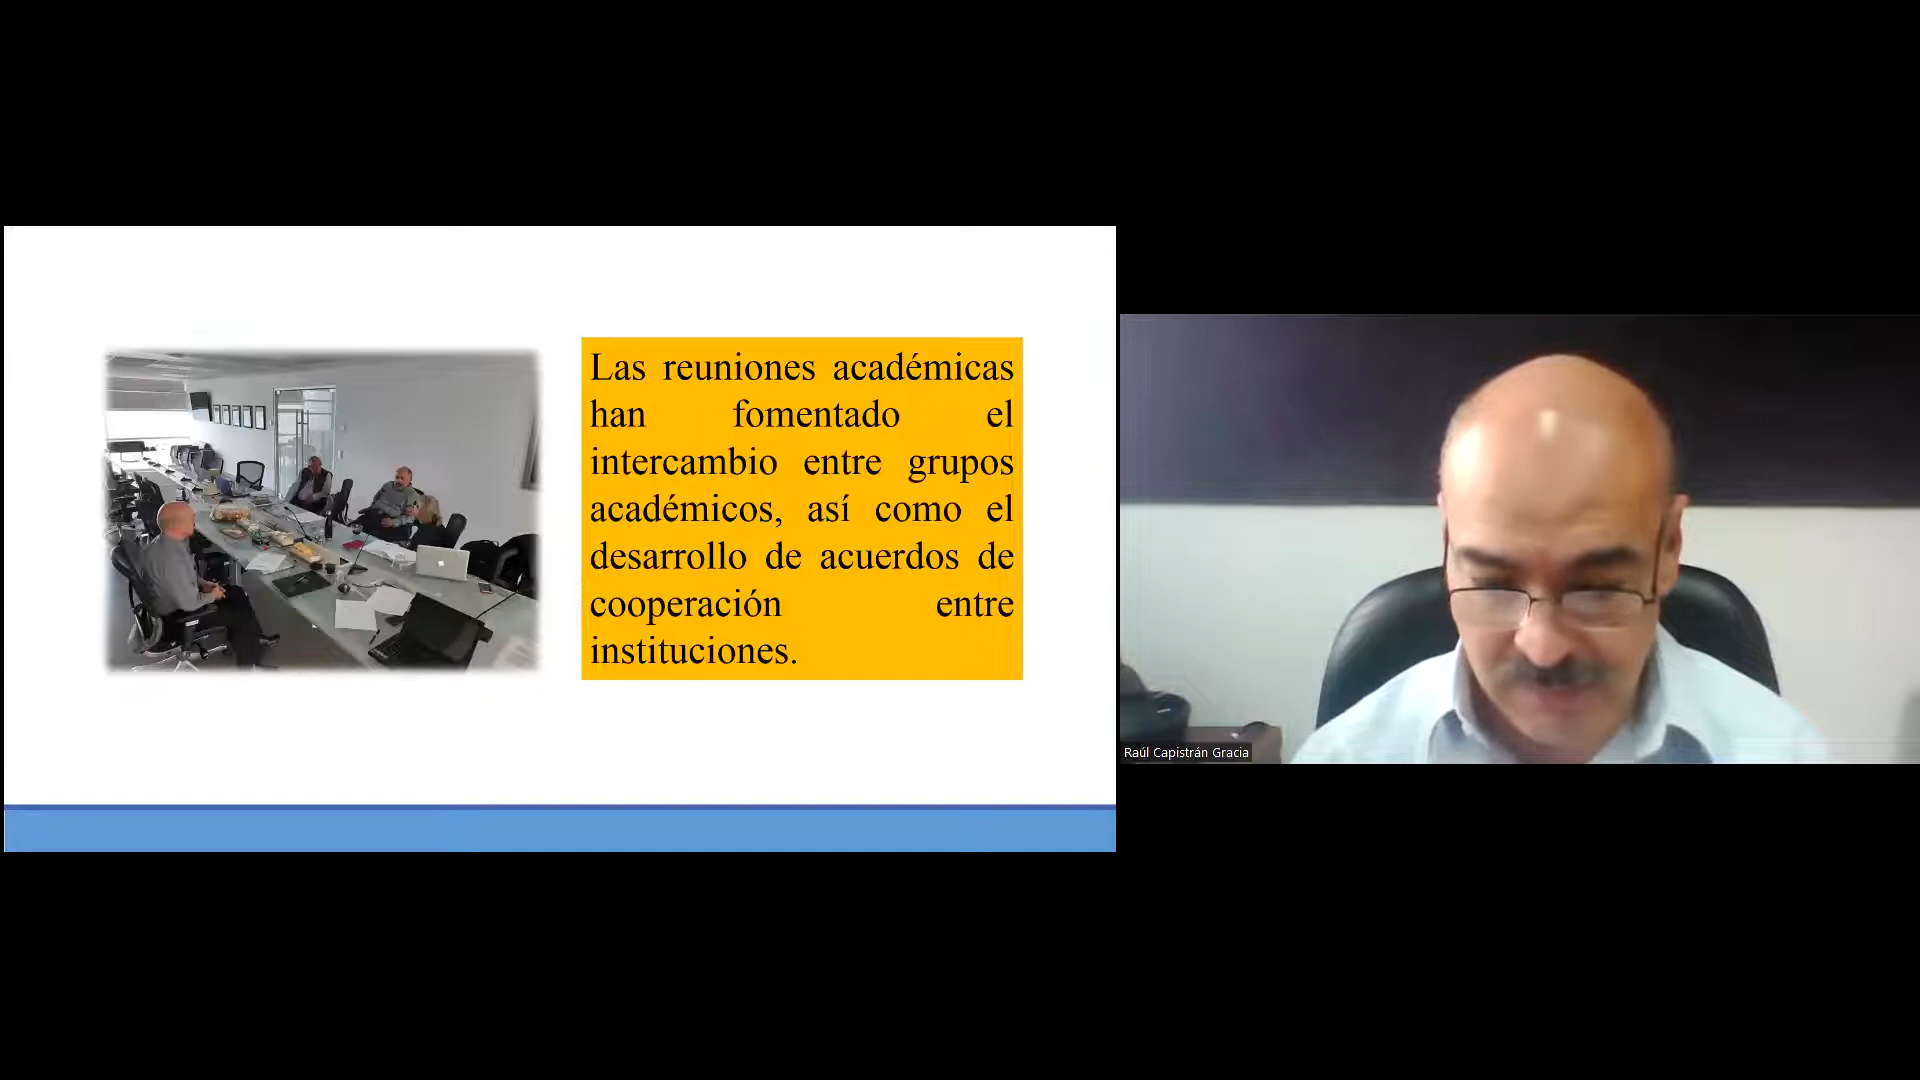 Las reuniones académicas
han fomentado el
intercambio entre grupos
académicos, así como el
desarrollo de acuerdos de
cooperación entre
instituciones.
Raúl Capistrán Gracia